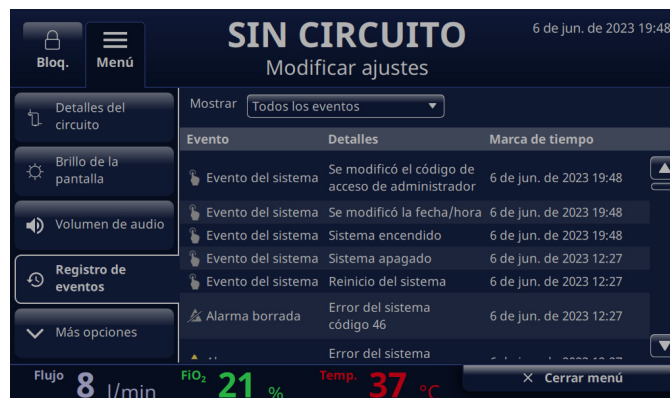 Bloq.
Menú
SIN CIRCUITO
Modificar ajustes
6 de jun. de 2023 19:48
Detalles del
circuito
Brillo de la
pantalla
Volumen de audio
Registro de
eventos
Más opciones
Mostrar Todos los eventos
Evento Detalles Marca de tiempo
Evento del sistema Se modificó el código de
acceso de administrador 6 de jun. de 2023 19:48
Evento del sistema Se modificó la fecha/hora 6 de jun. de 2023 19:48
Evento del sistema Sistema encendido 6 de jun. de 2023 19:48
Evento del sistema Sistema apagado 6 de jun. de 2023 12:27
Evento del sistema Reinicio del sistema 6 de jun. de 2023 12:27
Alarma borrada Error del sistema
código 46 6 de jun. de 2023 12:27
Error del sistema
Flujo 8 l/min
FiO₂ 21 %
Temp. 37 °C
× Cerrar menú